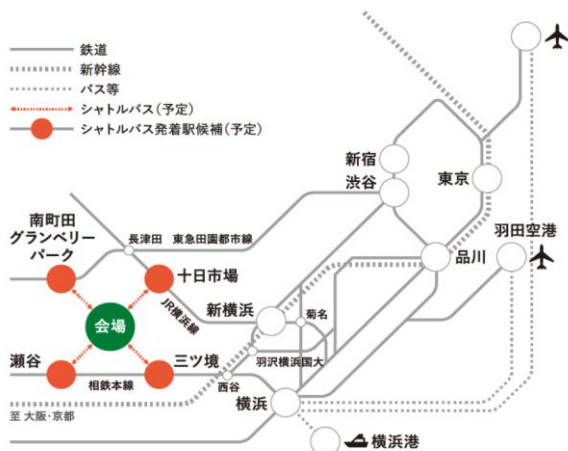 鉄道
新幹線
バス等
シャトルバス(予定)
シャトルバス発着駅候補(予定)
新宿
渋谷
東京
羽田空港
品川
南町田
グランベリー
パーク
長津田 東急田園都市線
十日市場
JR横浜線
新横浜
菊名
会場
羽沢横浜国大
瀬谷
三ツ境
相鉄本線
西谷
横浜
至 大阪・京都
横浜港